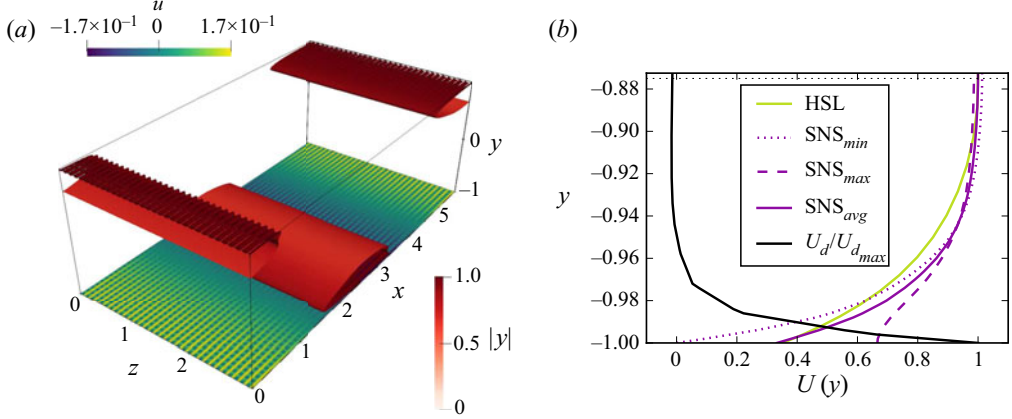 (a)
u
−1.7×10⁻¹ 0 1.7×10⁻¹
0 y
−1
5
4
3
x
2
1
0
0
1
z
2
1.0
0.5 |y|
0
(b)
y
−0.88
−0.90
−0.92
−0.94
−0.96
−0.98
−1.00
HSL
SNS_min
SNS_max
SNS_avg
U_d/U_d_max
0 0.2 0.4 0.6 0.8 1
U (y)